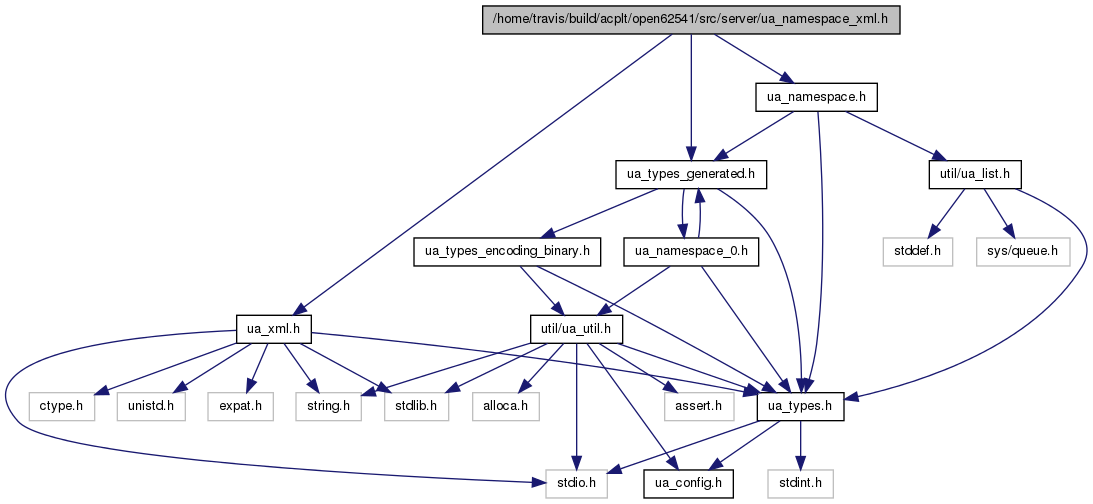 /home/travis/build/acplt/open62541/src/server/ua_namespace_xml.h
ua_namespace.h
ua_types_generated.h
util/ua_list.h
ua_types_encoding_binary.h
ua_namespace_0.h
stddef.h
sys/queue.h
ua_xml.h
util/ua_util.h
ctype.h
unistd.h
expat.h
string.h
stdlib.h
alloca.h
assert.h
ua_types.h
stdio.h
ua_config.h
stdint.h